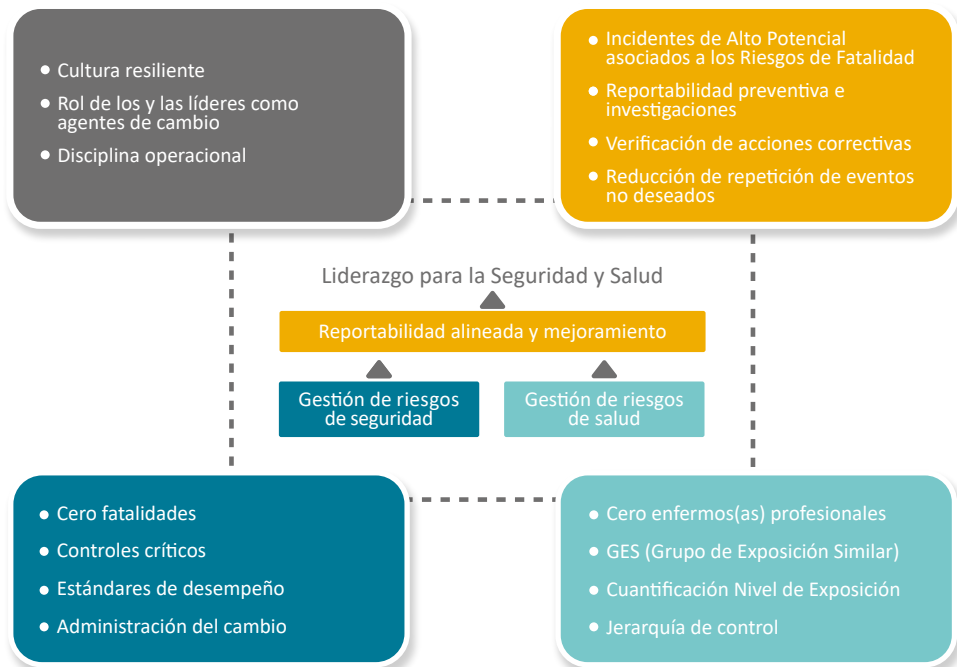 • Cultura resiliente
• Rol de los y las líderes como
agentes de cambio
• Disciplina operacional
• Incidentes de Alto Potencial
asociados a los Riesgos de Fatalidad
• Reportabilidad preventiva e
investigaciones
• Verificación de acciones correctivas
• Reducción de repetición de eventos
no deseados
Liderazgo para la Seguridad y Salud
Reportabilidad alineada y mejoramiento
Gestión de riesgos
de seguridad
Gestión de riesgos
de salud
• Cero fatalidades
• Controles críticos
• Estándares de desempeño
• Administración del cambio
• Cero enfermos(as) profesionales
• GES (Grupo de Exposición Similar)
• Cuantificación Nivel de Exposición
• Jerarquía de control